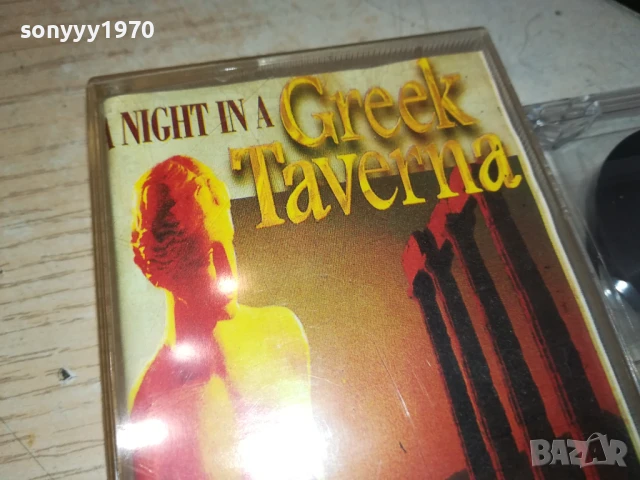 sonyyy1970
A NIGHT IN A Greek
Taverna
BAZAR